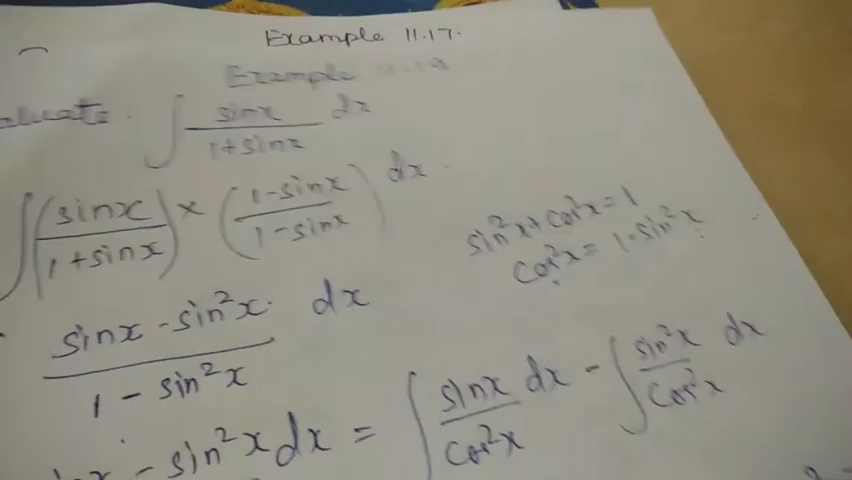 Example 11.17.
Example
∫ sinx / 1+sinx dx
∫ (sinx / 1+sinx) × (1-sinx / 1-sinx) dx
sin²x+cos²x=1
cos²x = 1-sin²x
sinx - sin²x / 1 - sin²x dx
- sin²x dx = ∫ sinx / cos²x dx - ∫ sin²x / cos²x dx